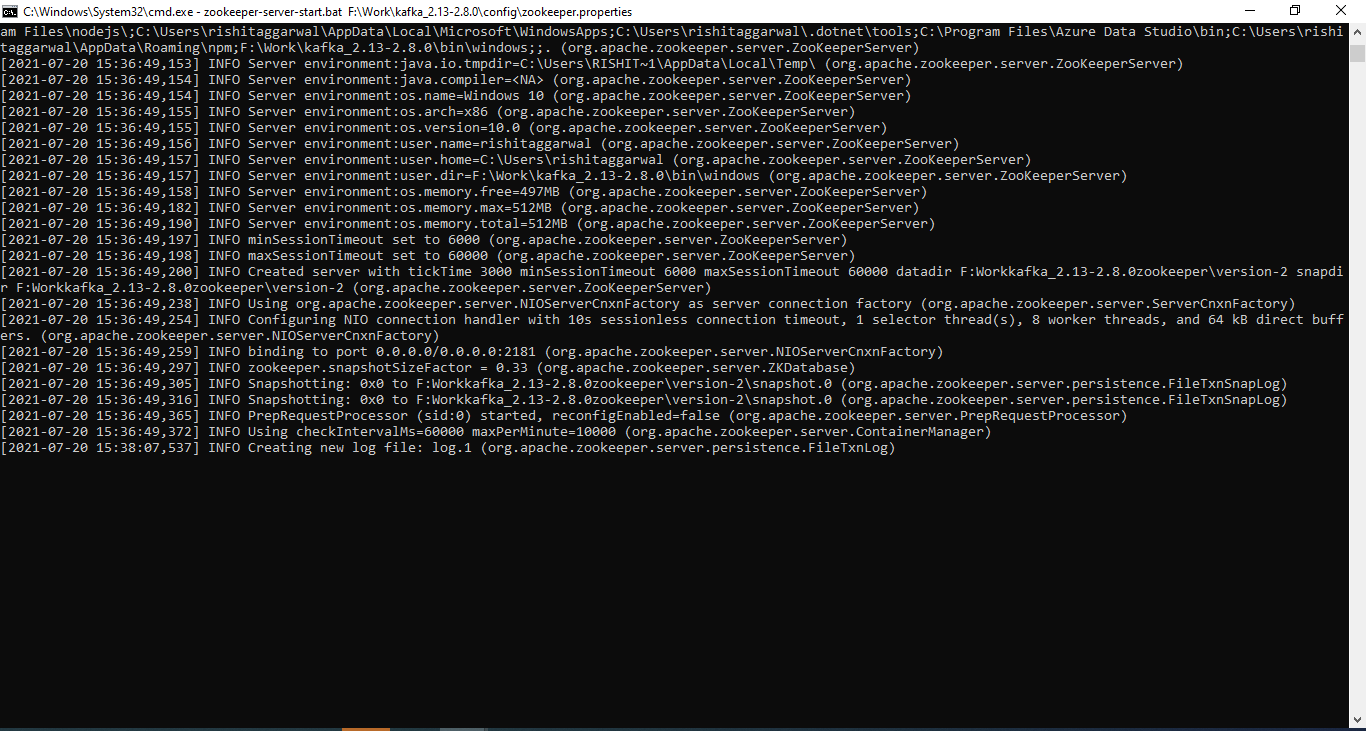 C:\Windows\System32\cmd.exe - zookeeper-server-start.bat F:\Work\kafka_2.13-2.8.0\config\zookeeper.properties
am Files\nodejs\;C:\Users\rishitaggarwal\AppData\Local\Microsoft\WindowsApps;C:\Users\rishitaggarwal\.dotnet\tools;C:\Program Files\Azure Data Studio\bin;C:\Users\rishi
taggarwal\AppData\Roaming\npm;F:\Work\kafka_2.13-2.8.0\bin\windows;;. (org.apache.zookeeper.server.ZooKeeperServer)
[2021-07-20 15:36:49,153] INFO Server environment:java.io.tmpdir=C:\Users\RISHIT~1\AppData\Local\Temp\ (org.apache.zookeeper.server.ZooKeeperServer)
[2021-07-20 15:36:49,154] INFO Server environment:java.compiler=<NA> (org.apache.zookeeper.server.ZooKeeperServer)
[2021-07-20 15:36:49,154] INFO Server environment:os.name=Windows 10 (org.apache.zookeeper.server.ZooKeeperServer)
[2021-07-20 15:36:49,155] INFO Server environment:os.arch=x86 (org.apache.zookeeper.server.ZooKeeperServer)
[2021-07-20 15:36:49,155] INFO Server environment:os.version=10.0 (org.apache.zookeeper.server.ZooKeeperServer)
[2021-07-20 15:36:49,156] INFO Server environment:user.name=rishitaggarwal (org.apache.zookeeper.server.ZooKeeperServer)
[2021-07-20 15:36:49,157] INFO Server environment:user.home=C:\Users\rishitaggarwal (org.apache.zookeeper.server.ZooKeeperServer)
[2021-07-20 15:36:49,157] INFO Server environment:user.dir=F:\Work\kafka_2.13-2.8.0\bin\windows (org.apache.zookeeper.server.ZooKeeperServer)
[2021-07-20 15:36:49,158] INFO Server environment:os.memory.free=497MB (org.apache.zookeeper.server.ZooKeeperServer)
[2021-07-20 15:36:49,182] INFO Server environment:os.memory.max=512MB (org.apache.zookeeper.server.ZooKeeperServer)
[2021-07-20 15:36:49,190] INFO Server environment:os.memory.total=512MB (org.apache.zookeeper.server.ZooKeeperServer)
[2021-07-20 15:36:49,197] INFO minSessionTimeout set to 6000 (org.apache.zookeeper.server.ZooKeeperServer)
[2021-07-20 15:36:49,198] INFO maxSessionTimeout set to 60000 (org.apache.zookeeper.server.ZooKeeperServer)
[2021-07-20 15:36:49,200] INFO Created server with tickTime 3000 minSessionTimeout 6000 maxSessionTimeout 60000 datadir F:Workkafka_2.13-2.8.0zookeeper\version-2 snapdi
r F:Workkafka_2.13-2.8.0zookeeper\version-2 (org.apache.zookeeper.server.ZooKeeperServer)
[2021-07-20 15:36:49,238] INFO Using org.apache.zookeeper.server.NIOServerCnxnFactory as server connection factory (org.apache.zookeeper.server.ServerCnxnFactory)
[2021-07-20 15:36:49,254] INFO Configuring NIO connection handler with 10s sessionless connection timeout, 1 selector thread(s), 8 worker threads, and 64 kB direct buff
ers. (org.apache.zookeeper.server.NIOServerCnxnFactory)
[2021-07-20 15:36:49,259] INFO binding to port 0.0.0.0/0.0.0.0:2181 (org.apache.zookeeper.server.NIOServerCnxnFactory)
[2021-07-20 15:36:49,297] INFO zookeeper.snapshotSizeFactor = 0.33 (org.apache.zookeeper.server.ZKDatabase)
[2021-07-20 15:36:49,305] INFO Snapshotting: 0x0 to F:Workkafka_2.13-2.8.0zookeeper\version-2\snapshot.0 (org.apache.zookeeper.server.persistence.FileTxnSnapLog)
[2021-07-20 15:36:49,316] INFO Snapshotting: 0x0 to F:Workkafka_2.13-2.8.0zookeeper\version-2\snapshot.0 (org.apache.zookeeper.server.persistence.FileTxnSnapLog)
[2021-07-20 15:36:49,365] INFO PrepRequestProcessor (sid:0) started, reconfigEnabled=false (org.apache.zookeeper.server.PrepRequestProcessor)
[2021-07-20 15:36:49,372] INFO Using checkIntervalMs=60000 maxPerMinute=10000 (org.apache.zookeeper.server.ContainerManager)
[2021-07-20 15:38:07,537] INFO Creating new log file: log.1 (org.apache.zookeeper.server.persistence.FileTxnLog)